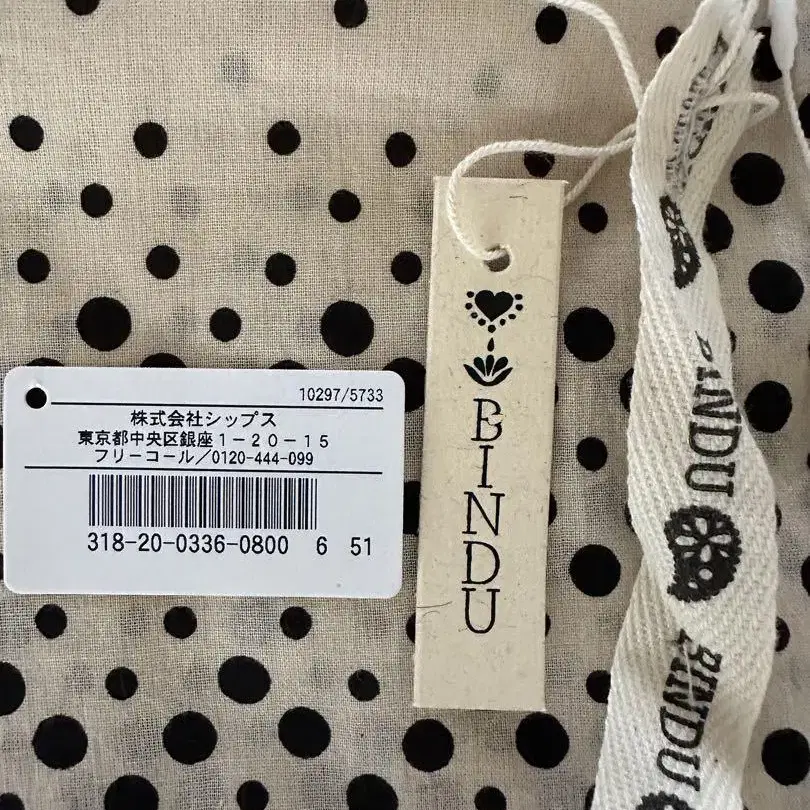 10297/5733
株式会社シップス
東京都中央区銀座1-20-15
フリーコール/0120-444-099
318-20-0336-0800 6 51
BINDU
BINDU
BINDU